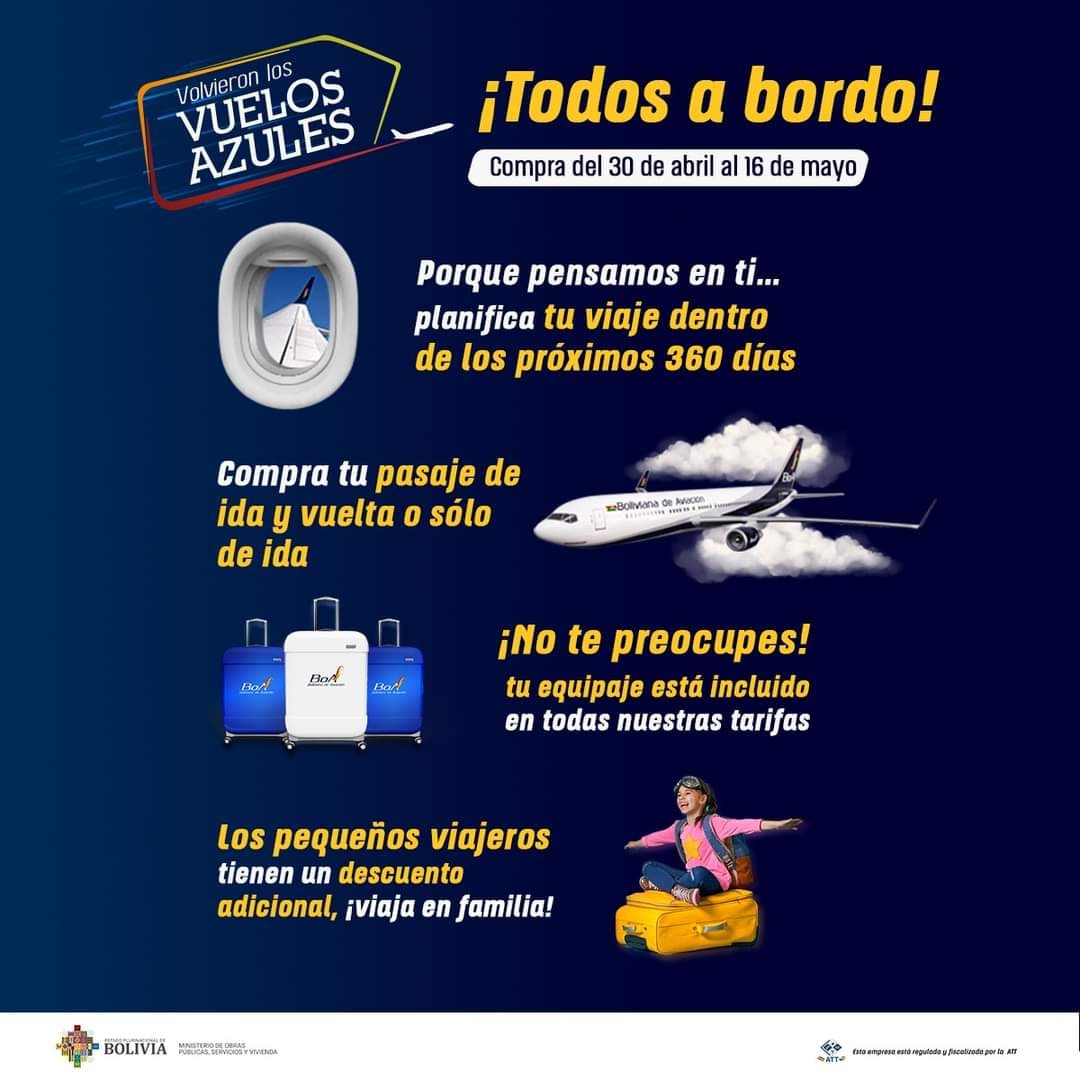 Volvieron los
VUELOS
AZULES
¡Todos a bordo!
Compra del 30 de abril al 16 de mayo
Porque pensamos en ti...
planifica tu viaje dentro
de los próximos 360 días
Compra tu pasaje de
ida y vuelta o sólo
de ida
Boliviana de Aviación
Bo
¡No te preocupes!
tu equipaje está incluido
en todas nuestras tarifas
BoA
BoA
BoA
Los pequeños viajeros
tienen un descuento
adicional, ¡viaja en familia!
ESTADO PLURINACIONAL DE
BOLIVIA
MINISTERIO DE OBRAS
PÚBLICAS, SERVICIOS Y VIVIENDA
ATT
Esta empresa está regulada y fiscalizada por la ATT